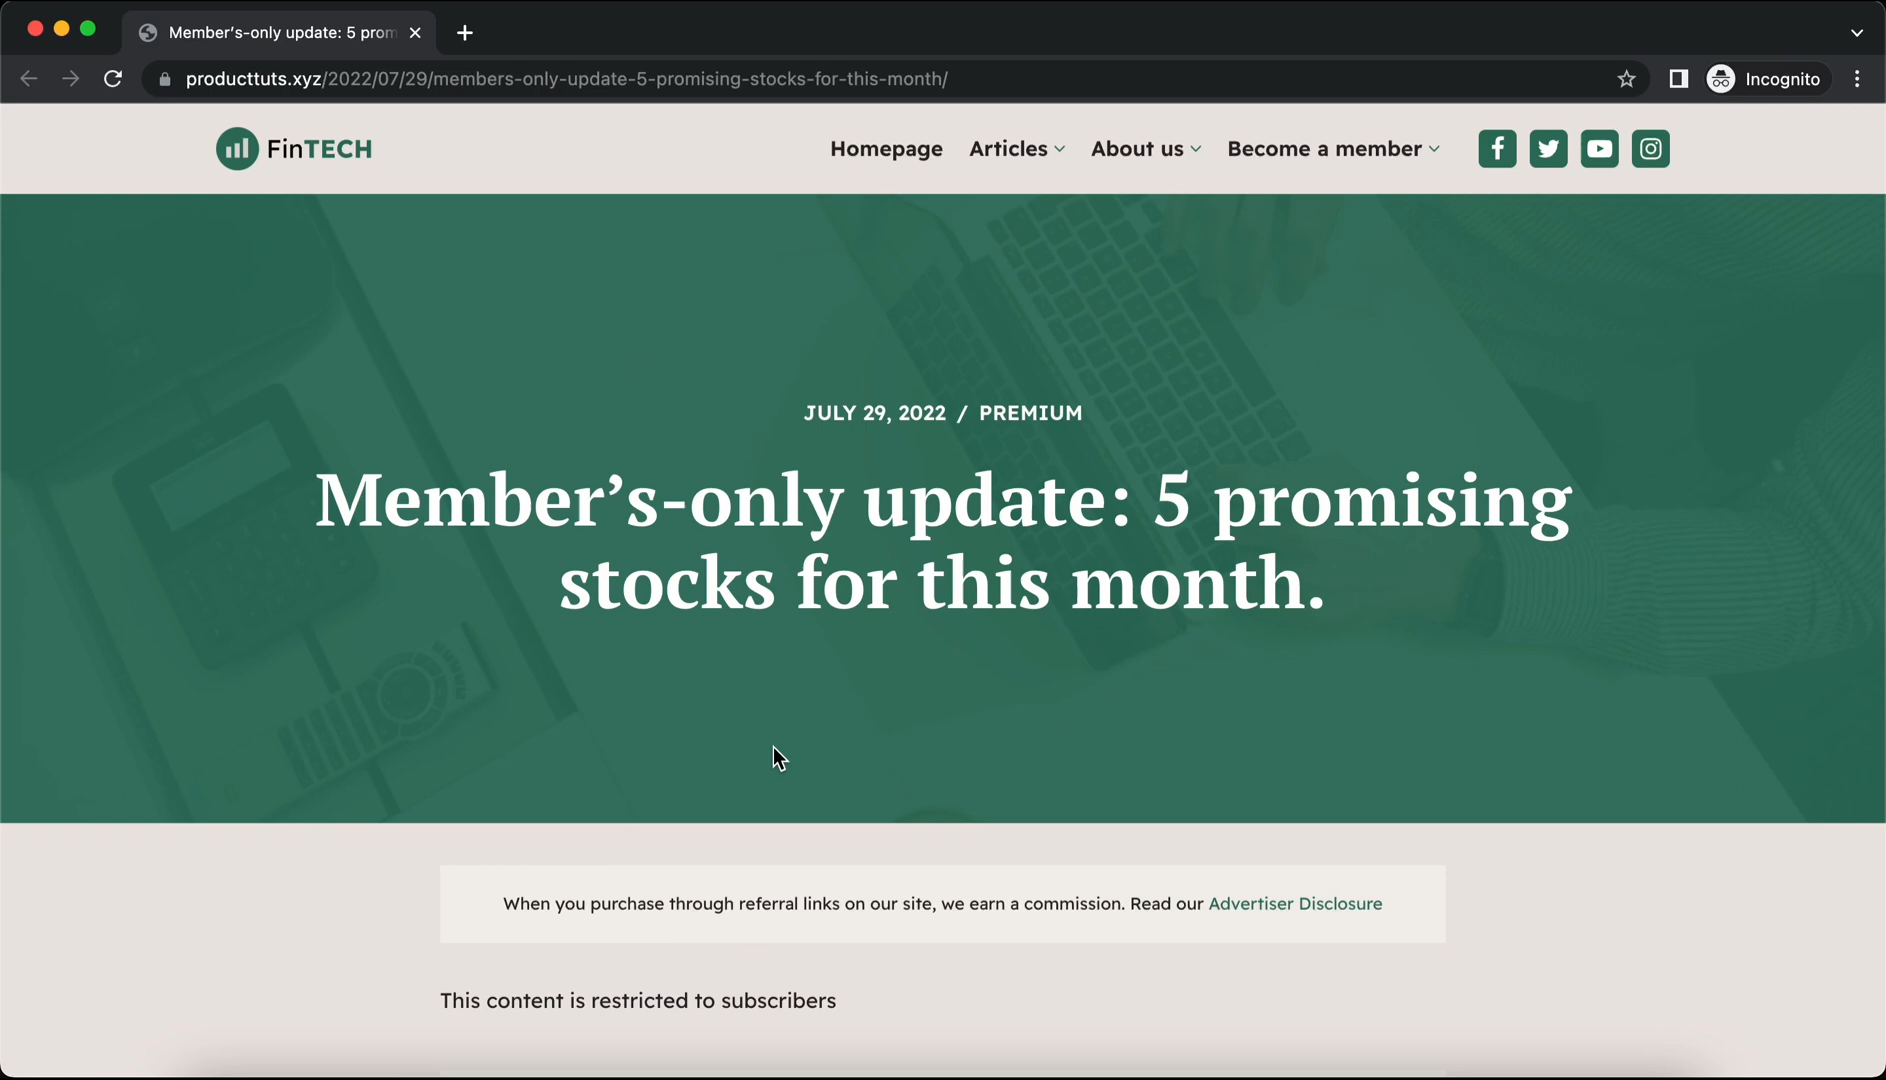 Member’s-only update: 5 prom
producttuts.xyz/2022/07/29/members-only-update-5-promising-stocks-for-this-month/
Incognito
FinTECH
Homepage Articles About us Become a member
JULY 29, 2022 / PREMIUM
Member’s-only update: 5 promising
stocks for this month.
When you purchase through referral links on our site, we earn a commission. Read our Advertiser Disclosure
This content is restricted to subscribers